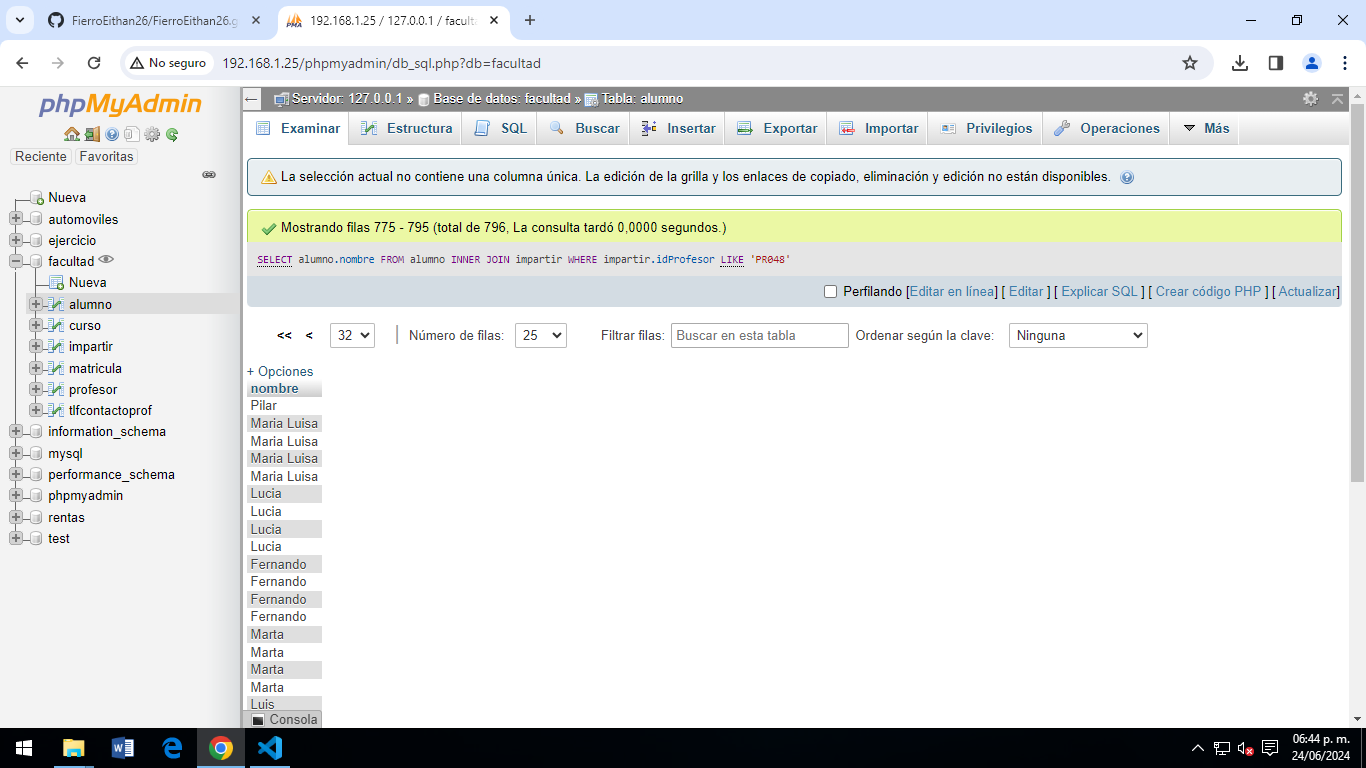 FierroEithan26/FierroEithan26.g
192.168.1.25 / 127.0.0.1 / faculta
No seguro
192.168.1.25/phpmyadmin/db_sql.php?db=facultad
phpMyAdmin
Reciente
Favoritas
Nueva
automoviles
ejercicio
facultad
Nueva
alumno
curso
impartir
matricula
profesor
tlfcontactoprof
information_schema
mysql
performance_schema
phpmyadmin
rentas
test
Servidor: 127.0.0.1 » Base de datos: facultad » Tabla: alumno
Examinar Estructura SQL Buscar Insertar Exportar Importar Privilegios Operaciones Más
La selección actual no contiene una columna única. La edición de la grilla y los enlaces de copiado, eliminación y edición no están disponibles.
Mostrando filas 775 - 795 (total de 796, La consulta tardó 0,0000 segundos.)
SELECT alumno.nombre FROM alumno INNER JOIN impartir WHERE impartir.idProfesor LIKE 'PR048'
Perfilando [Editar en línea] [ Editar ] [ Explicar SQL ] [ Crear código PHP ] [ Actualizar]
<< < 32 | Número de filas: 25 Filtrar filas: Buscar en esta tabla Ordenar según la clave: Ninguna
+ Opciones
nombre
Pilar
Maria Luisa
Maria Luisa
Maria Luisa
Maria Luisa
Lucia
Lucia
Lucia
Lucia
Fernando
Fernando
Fernando
Fernando
Marta
Marta
Marta
Marta
Luis
Consola
06:44 p. m.
24/06/2024